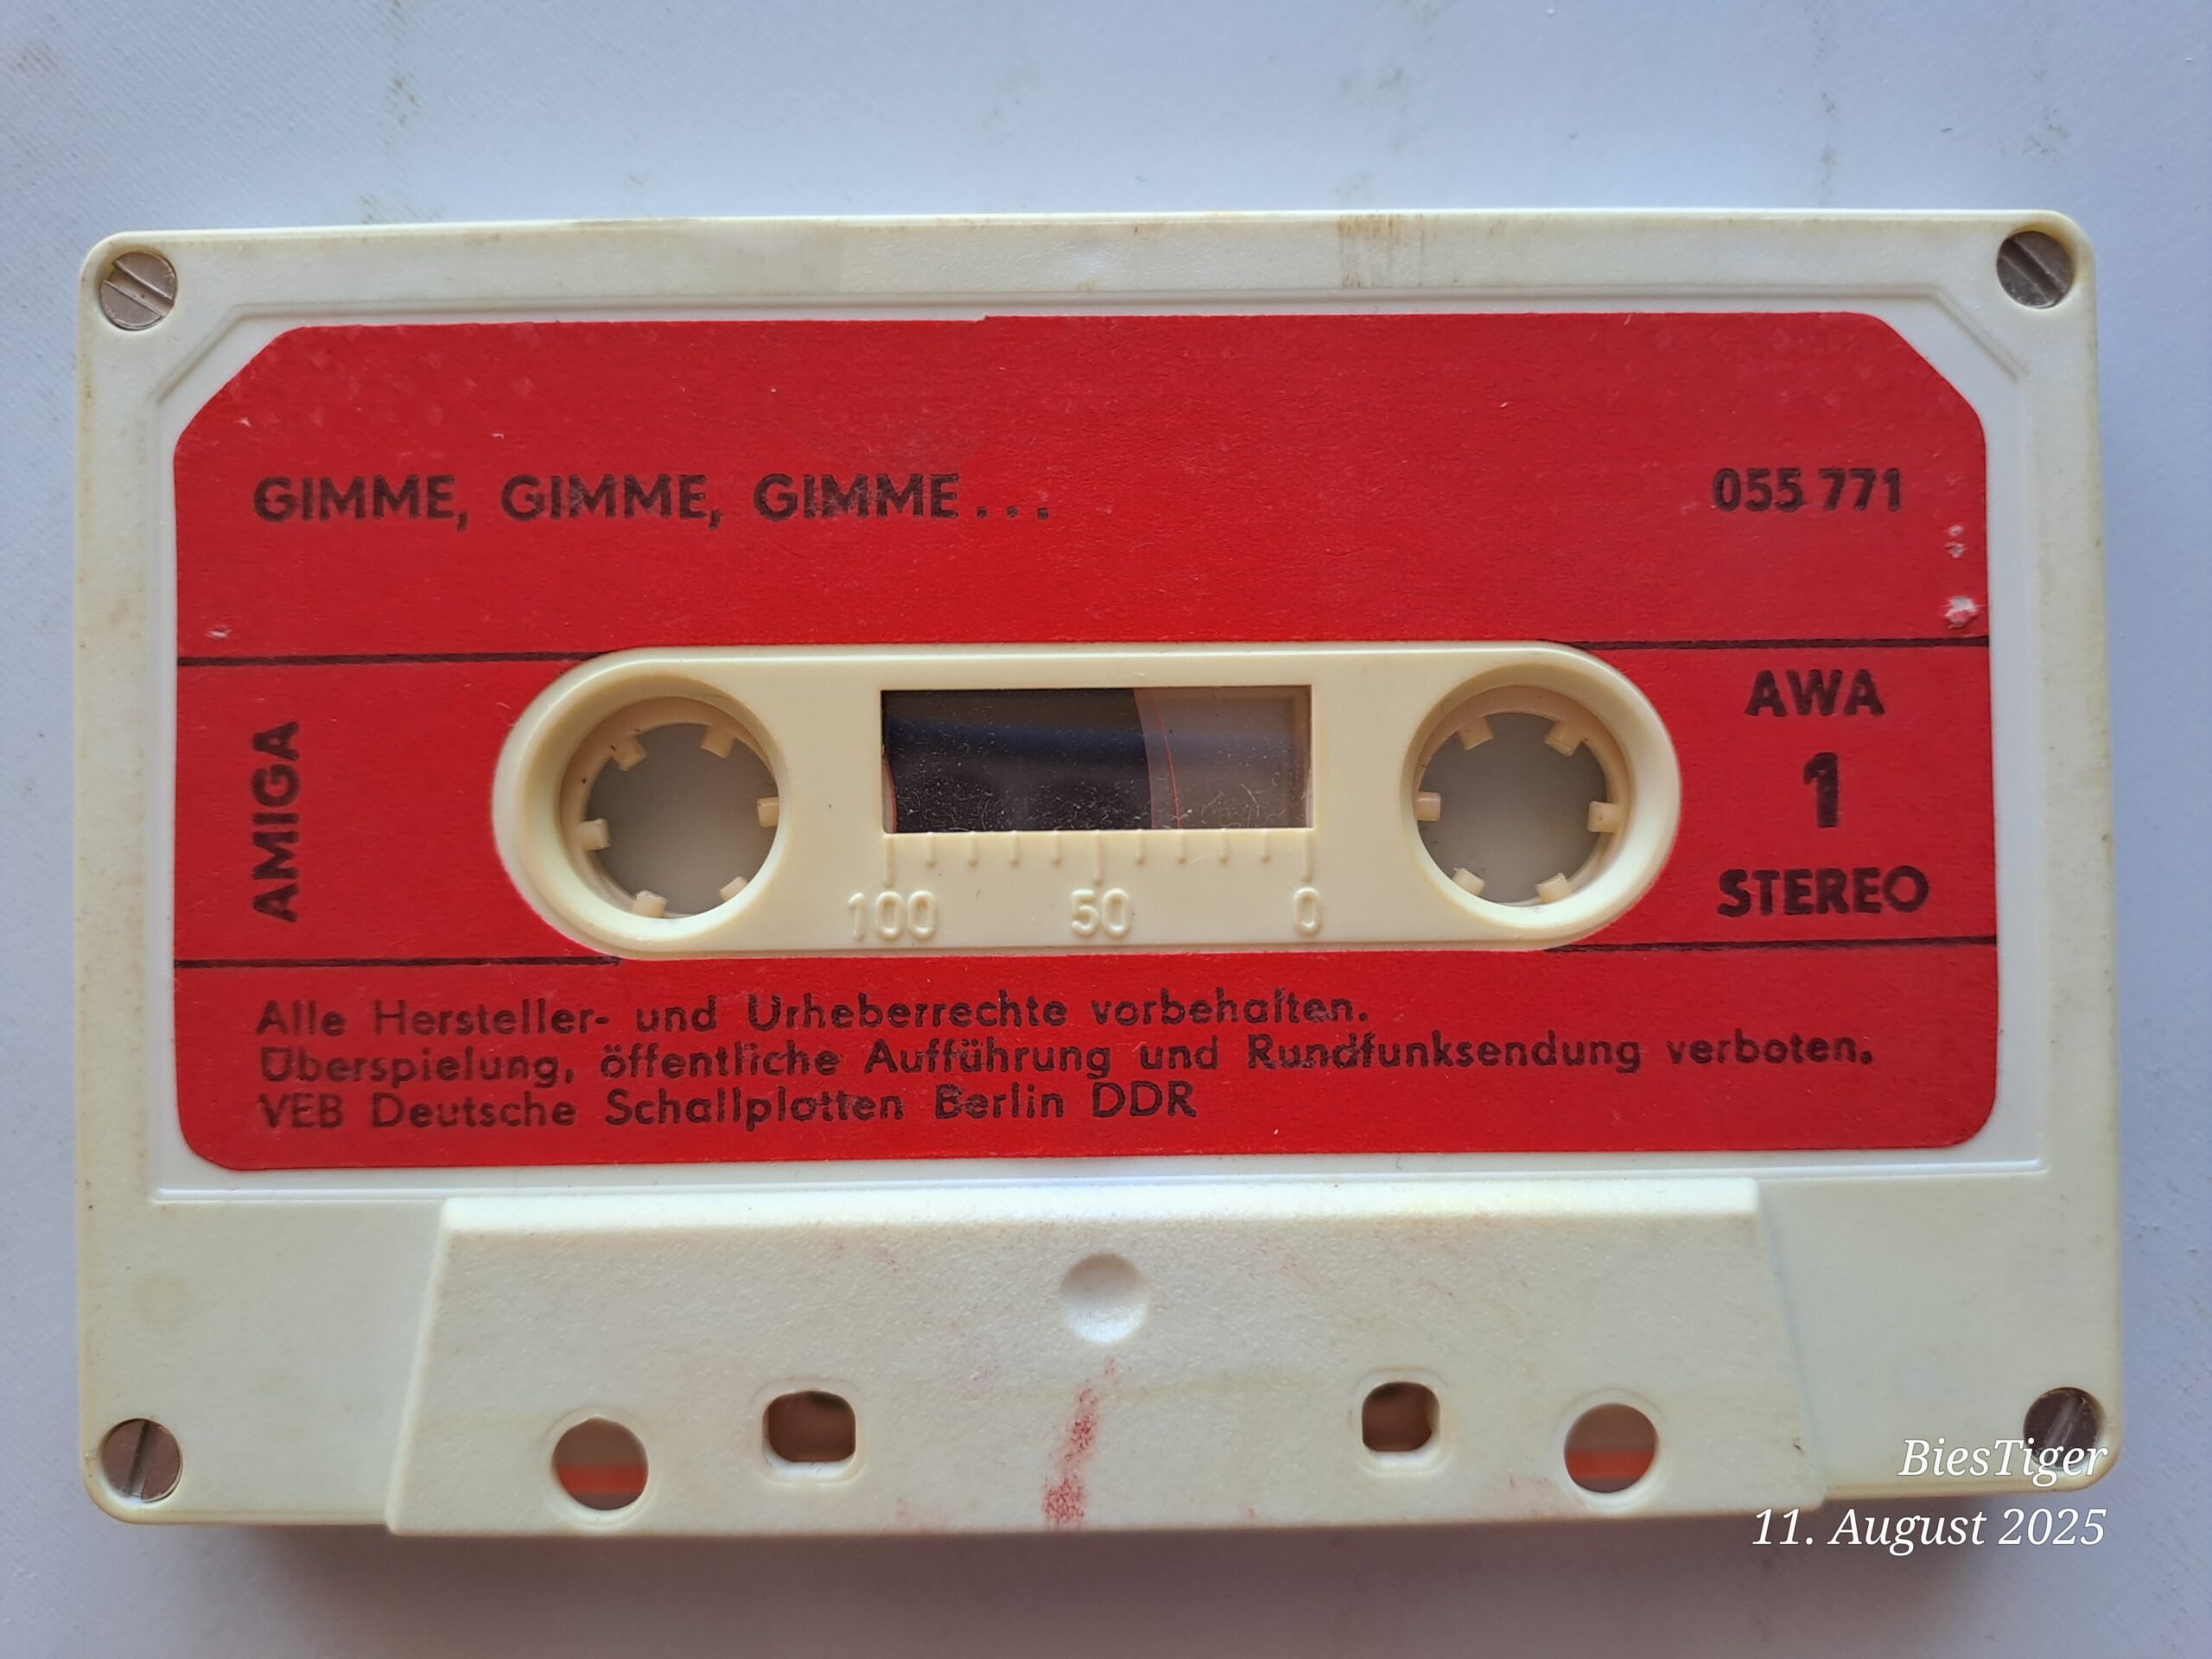 GIMME, GIMME, GIMME...
055 771
AMIGA
AWA
1
STEREO
100 50 0
Alle Hersteller- und Urheberrechte vorbehalten.
Überspielung, öffentliche Aufführung und Rundfunksendung verboten.
VEB Deutsche Schallplatten Berlin DDR
BiesTiger
11. August 2025